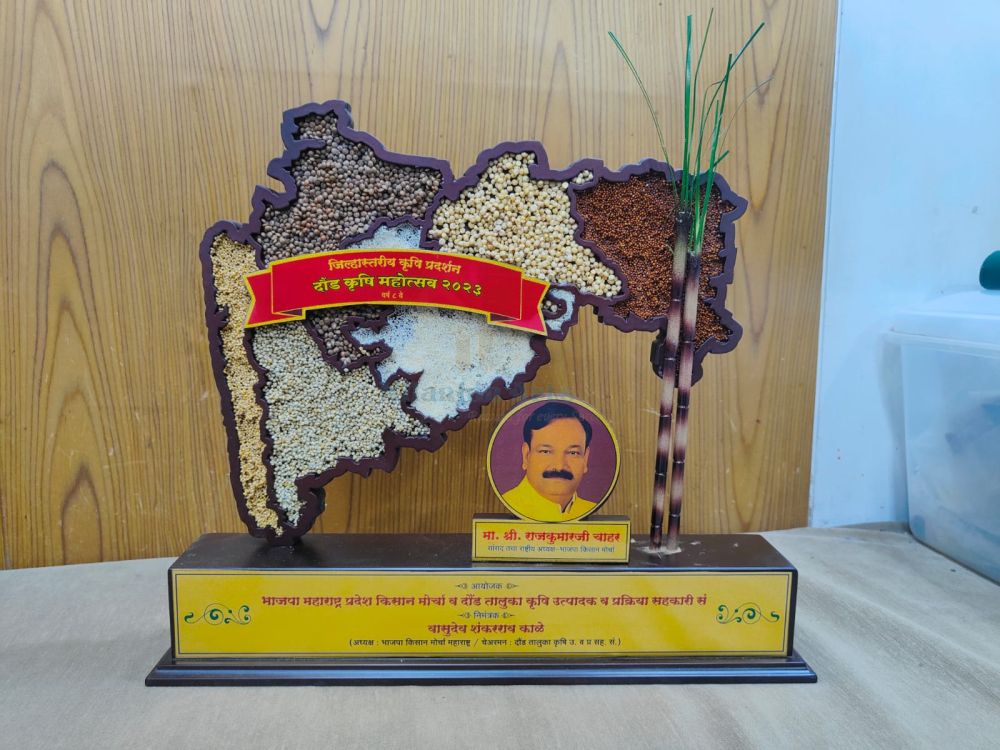 जिल्हास्तरीय कृषि प्रदर्शन
दौंड कृषि महोत्सव २०२३
वर्ष ८ वे
मा. श्री. राजकुमारजी चाहर
सांसद तथा राष्ट्रीय अध्यक्ष-भाजपा किसान मोर्चा
आयोजक
भाजपा महाराष्ट्र प्रदेश किसान मोर्चा व दौंड तालुका कृषि उत्पादक व प्रक्रिया सहकारी सं
निमंत्रक
वासुदेव शंकरराव काळे
(अध्यक्ष : भाजपा किसान मोर्चा महाराष्ट्र / चेअरमन : दौंड तालुका कृषि उ. व प्र सह. सं.)